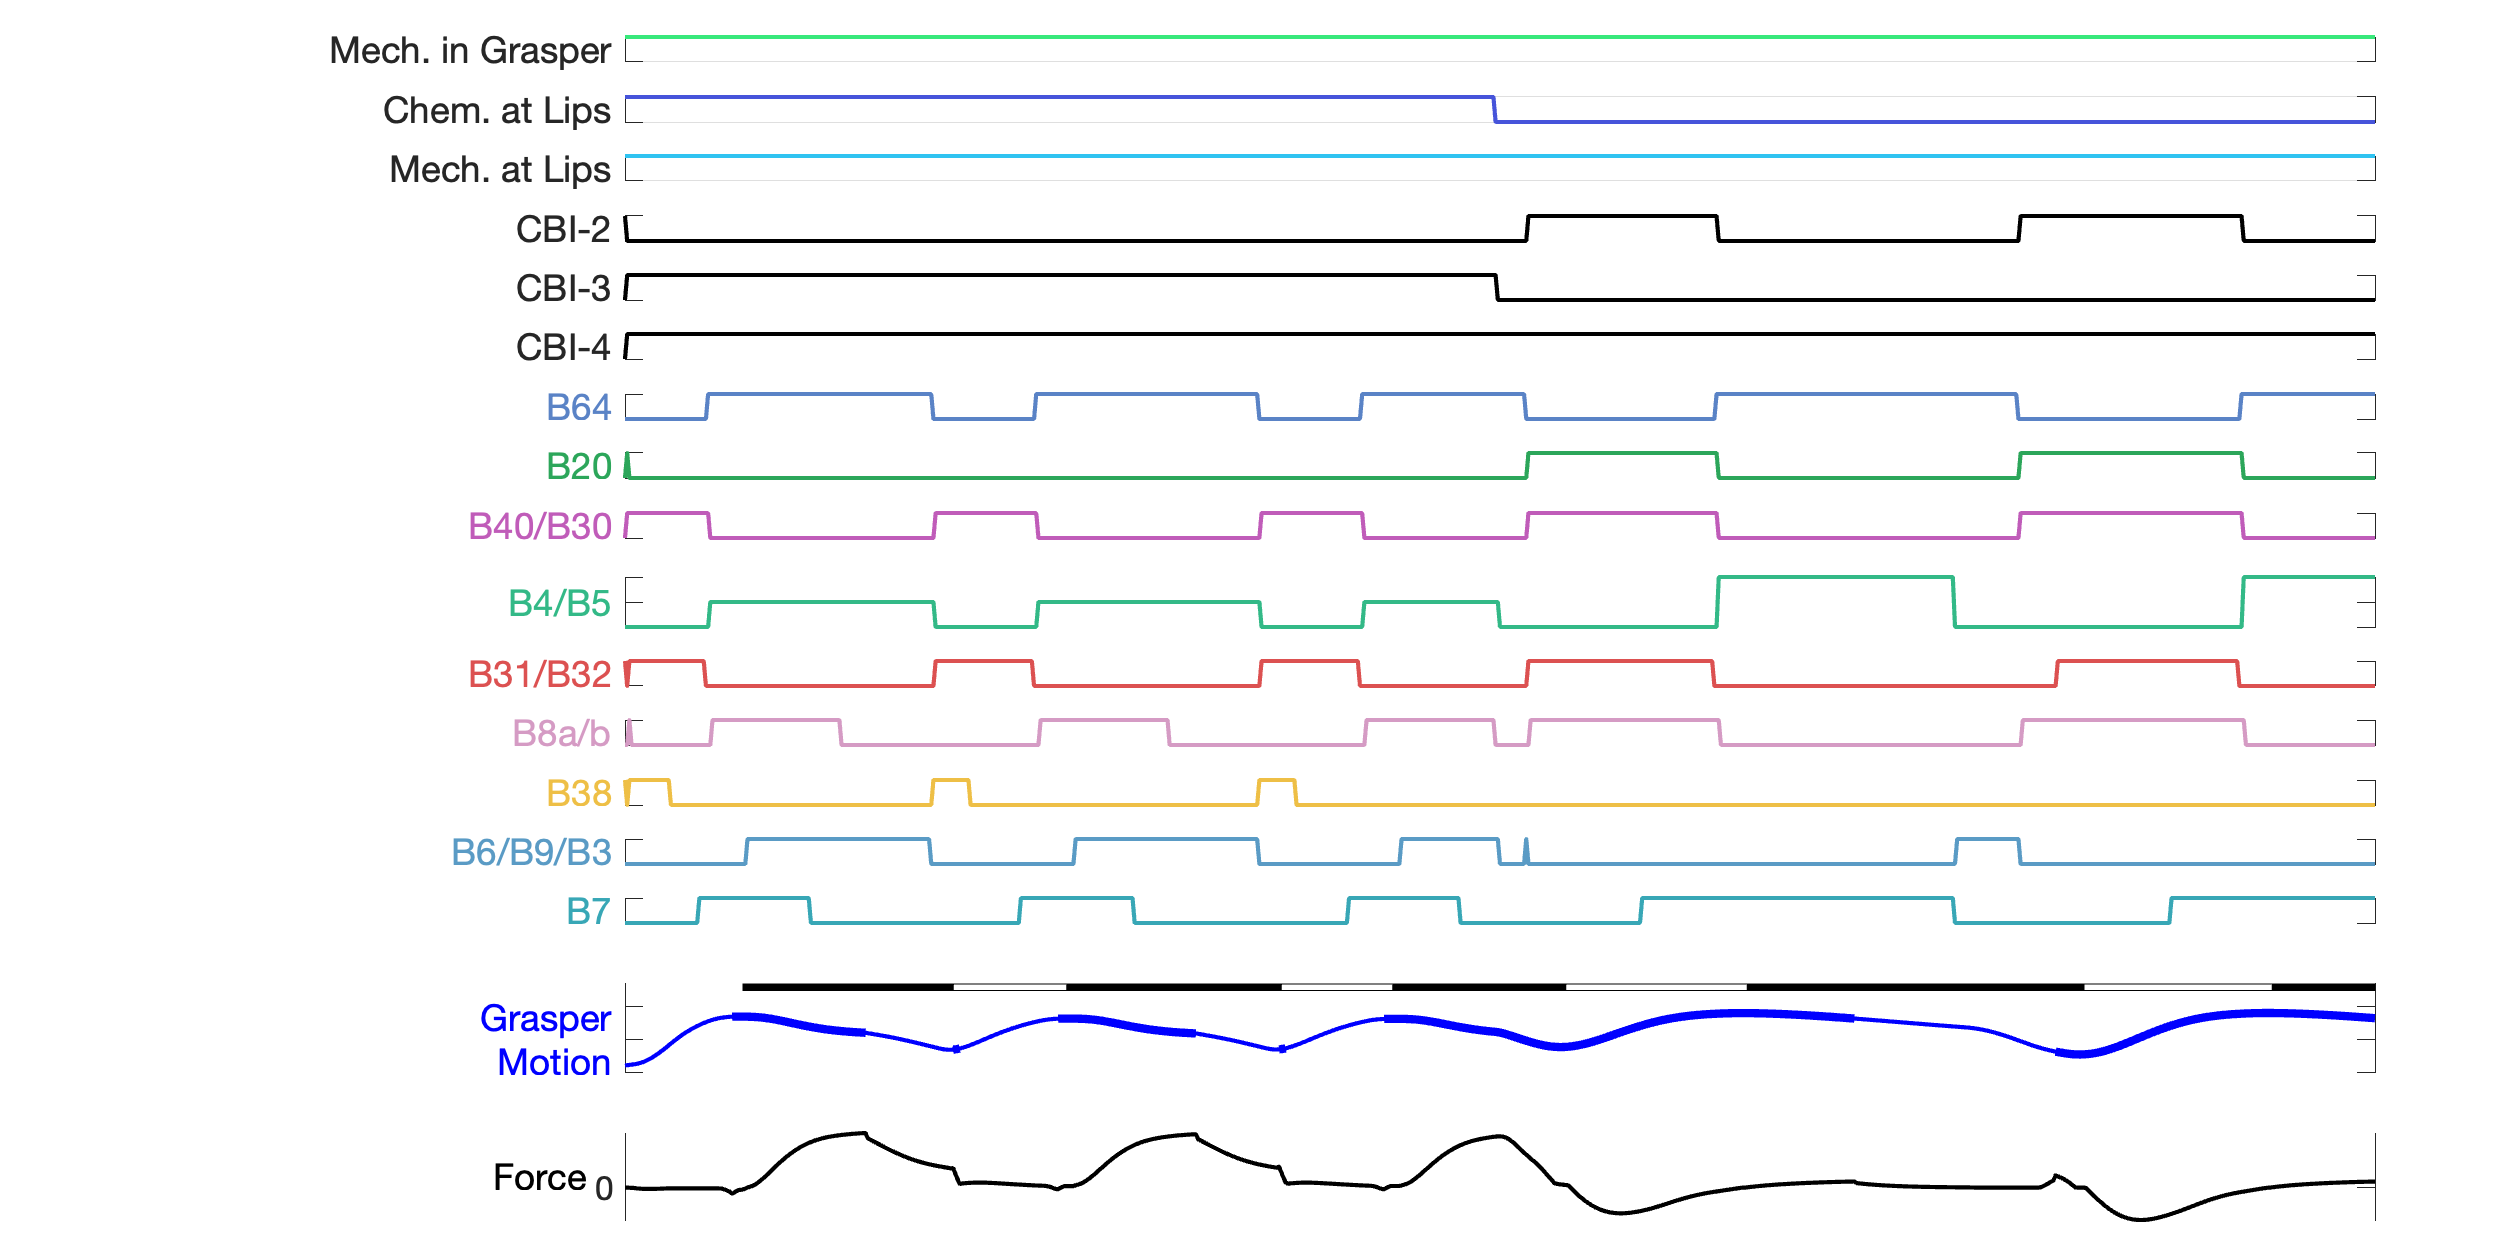 Mech. in Grasper
Chem. at Lips
Mech. at Lips
CBI-2
CBI-3
CBI-4
B64
B20
B40/B30
B4/B5
B31/B32
B8a/b
B38
B6/B9/B3
B7
Grasper
Motion
Force 0